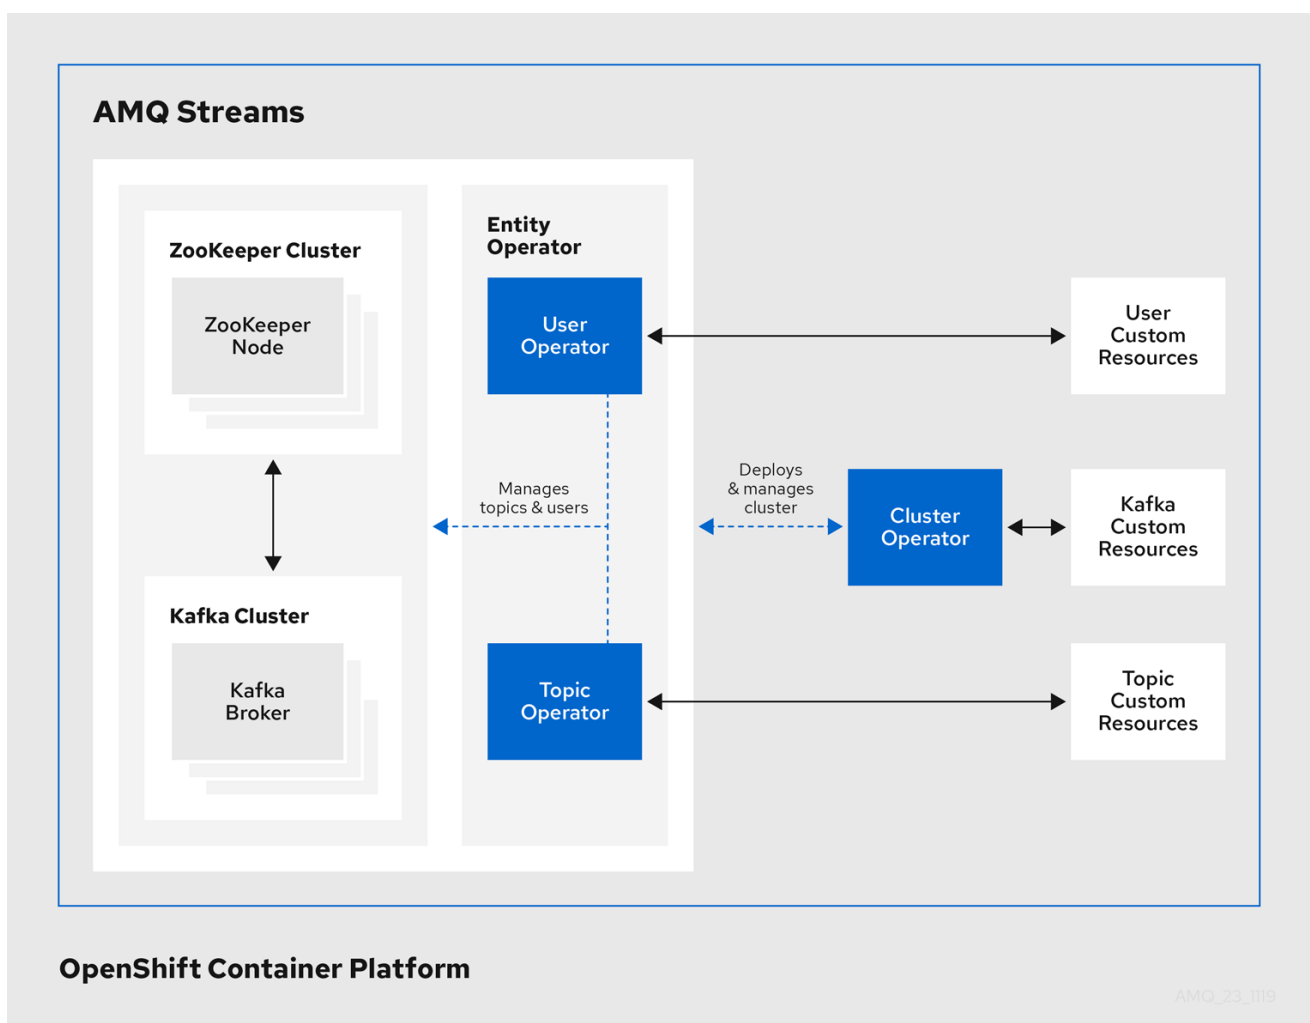 AMQ Streams
ZooKeeper Cluster
ZooKeeper
Node
Entity
Operator
User
Operator
User
Custom
Resources
Manages
topics & users
Deploys
& manages
cluster
Cluster
Operator
Kafka
Custom
Resources
Kafka Cluster
Kafka
Broker
Topic
Operator
Topic
Custom
Resources
OpenShift Container Platform
AMQ_23_1119